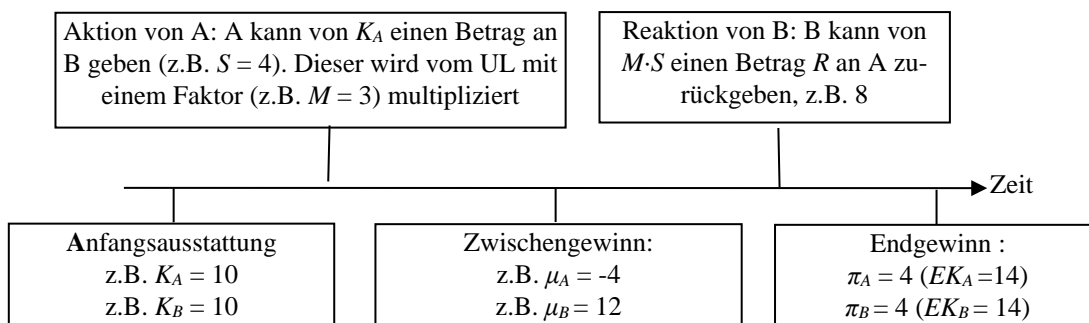 Aktion von A: A kann von K_A einen Betrag an
B geben (z.B. S = 4). Dieser wird vom UL mit
einem Faktor (z.B. M = 3) multipliziert
Reaktion von B: B kann von
M·S einen Betrag R an A zu-
rückgeben, z.B. 8
Zeit
Anfangsausstattung
z.B. K_A = 10
z.B. K_B = 10
Zwischengewinn:
z.B. μ_A = -4
z.B. μ_B = 12
Endgewinn :
π_A = 4 (EK_A =14)
π_B = 4 (EK_B = 14)